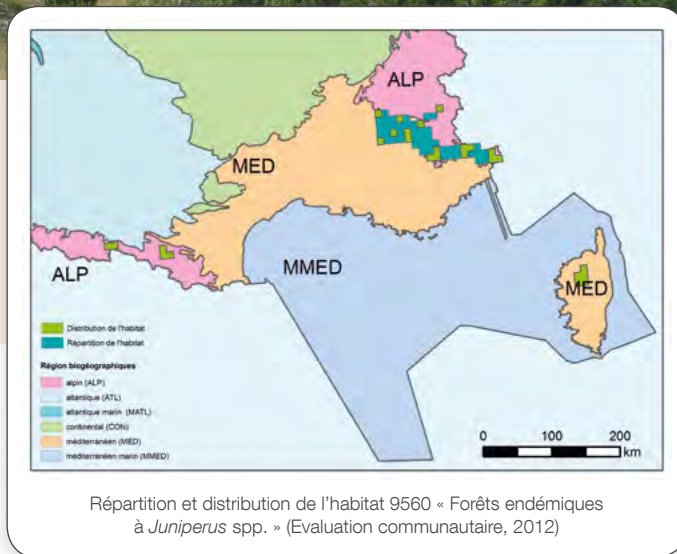 ALP
MED
MMED
ALP
MED
Distribution de l'habitat
Répartition de l'habitat
Région biogéographiques
alpin (ALP)
atlantique (ATL)
atlantique marin (MATL)
continental (CON)
méditerranéen (MED)
méditerranéen marin (MMED)
0 100 200
km
Répartition et distribution de l'habitat 9560 « Forêts endémiques
à Juniperus spp. » (Evaluation communautaire, 2012)